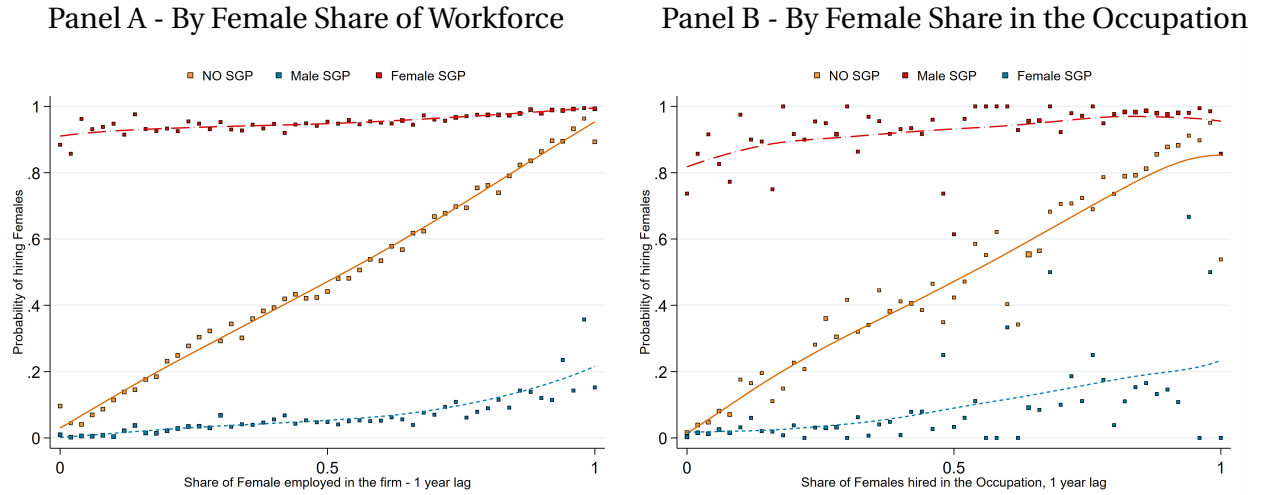 Panel A - By Female Share of Workforce
NO SGP Male SGP Female SGP
Probability of hiring Females
1
.8
.6
.4
.2
0
0 0.5 1
Share of Female employed in the firm - 1 year lag
Panel B - By Female Share in the Occupation
NO SGP Male SGP Female SGP
Probability of hiring Females
1
.8
.6
.4
.2
0
0 0.5 1
Share of Females hired in the Occupation, 1 year lag